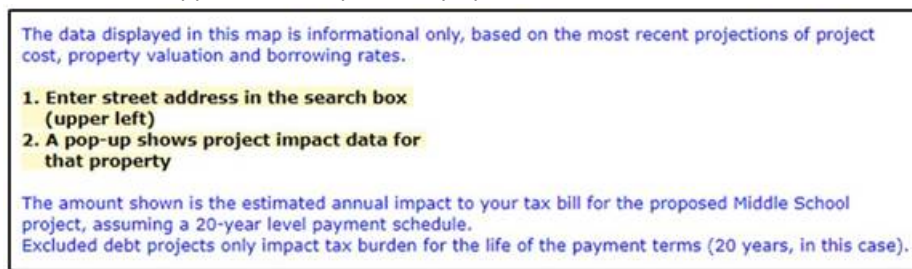 The data displayed in this map is informational only, based on the most recent projections of project
cost, property valuation and borrowing rates.
1. Enter street address in the search box
(upper left)
2. A pop-up shows project impact data for
that property
The amount shown is the estimated annual impact to your tax bill for the proposed Middle School
project, assuming a 20-year level payment schedule.
Excluded debt projects only impact tax burden for the life of the payment terms (20 years, in this case).